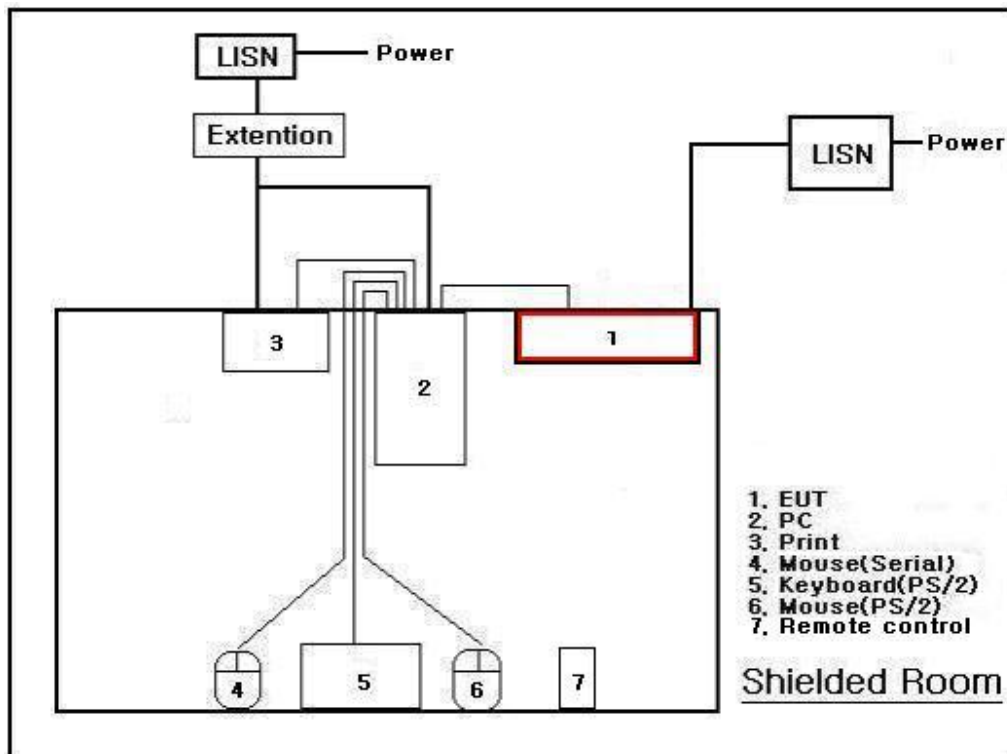 LISN
Power
Extention
LISN
Power
3
2
1
1, EUT
2, PC
3, Print
4, Mouse(Serial)
5, Keyboard(PS/2)
6, Mouse(PS/2)
7, Remote control
4
5
6
7
Shielded Room